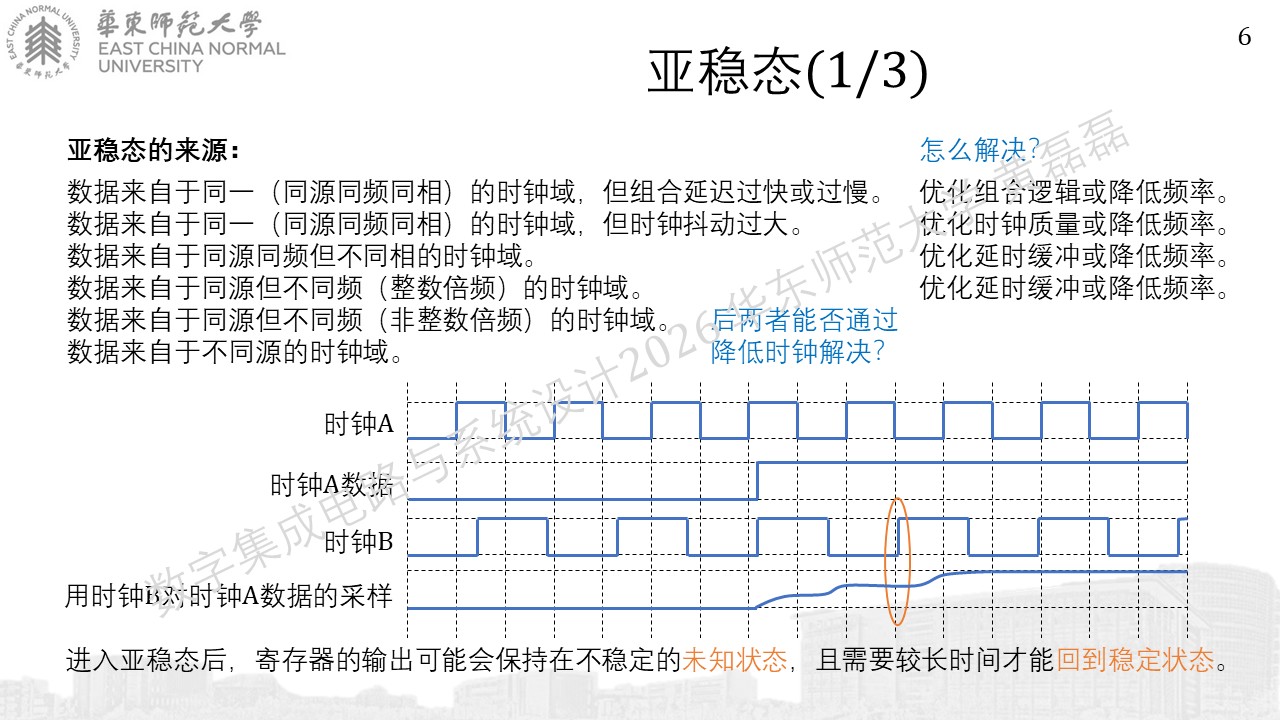 華東師範大學
EAST CHINA NORMAL
UNIVERSITY
EAST CHINA NORMAL UNIVERSITY
華東师范大学
6
亚稳态(1/3)
亚稳态的来源：
怎么解决？
数据来自于同一（同源同频同相）的时钟域，但组合延迟过快或过慢。 优化组合逻辑或降低频率。
数据来自于同一（同源同频同相）的时钟域，但时钟抖动过大。 优化时钟质量或降低频率。
数据来自于同源同频但不同相的时钟域。 优化延时缓冲或降低频率。
数据来自于同源但不同频（整数倍频）的时钟域。 优化延时缓冲或降低频率。
数据来自于同源但不同频（非整数倍频）的时钟域。 后两者能否通过
数据来自于不同源的时钟域。 降低时钟解决？
时钟A
时钟A数据
时钟B
用时钟B对时钟A数据的采样
进入亚稳态后，寄存器的输出可能会保持在不稳定的未知状态，且需要较长时间才能回到稳定状态。
数字集成电路与系统设计2026华东师范大学 黄磊磊